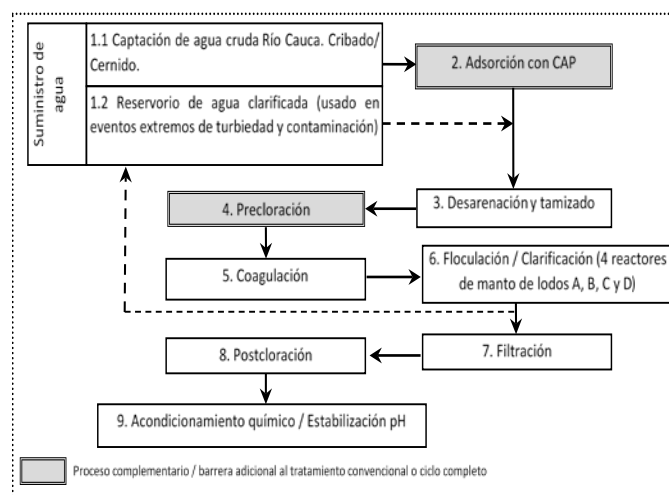 Suministro de
agua
1.1 Captación de agua cruda Río Cauca. Cribado/
Cernido.
1.2 Reservorio de agua clarificada (usado en
eventos extremos de turbiedad y contaminación)
2. Adsorción con CAP
3. Desarenación y tamizado
4. Precloración
5. Coagulación
6. Floculación / Clarificación (4 reactores
de manto de lodos A, B, C y D)
7. Filtración
8. Postcloración
9. Acondicionamiento químico / Estabilización pH
Proceso complementario / barrera adicional al tratamiento convencional o ciclo completo